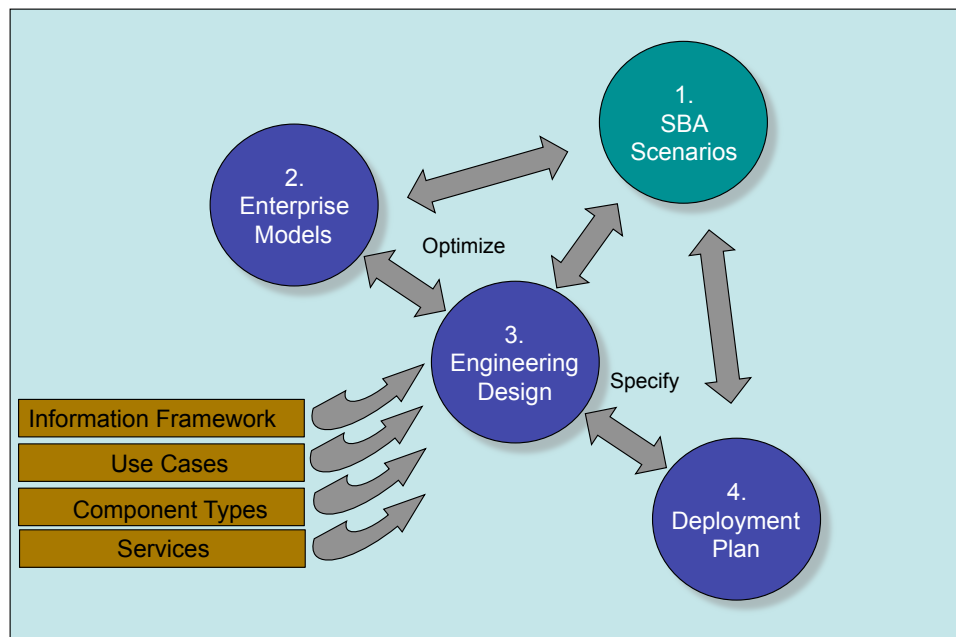 1.
SBA
Scenarios
2.
Enterprise
Models
Optimize
3.
Engineering
Design
Specify
Information Framework
Use Cases
Component Types
Services
4.
Deployment
Plan